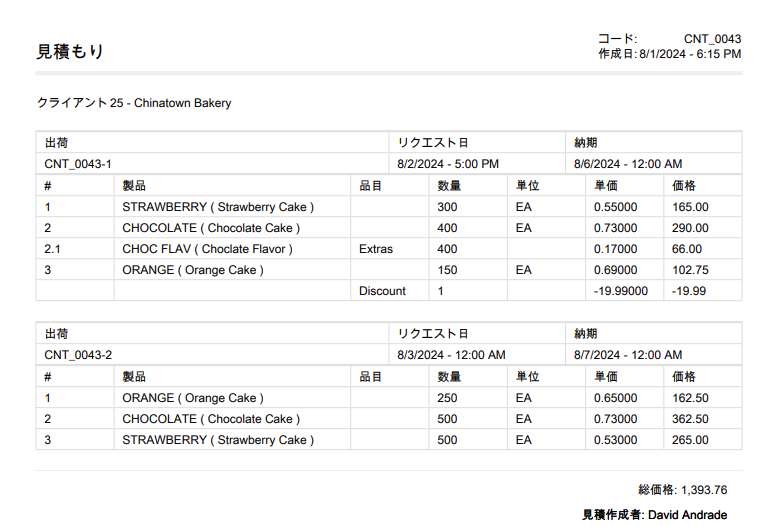 見積もり
コード: CNT_0043
作成日: 8/1/2024 - 6:15 PM
クライアント 25 - Chinatown Bakery
出荷 リクエスト日 納期
CNT_0043-1 8/2/2024 - 5:00 PM 8/6/2024 - 12:00 AM
# 製品 品目 数量 単位 単価 価格
1 STRAWBERRY ( Strawberry Cake ) 300 EA 0.55000 165.00
2 CHOCOLATE ( Chocolate Cake ) 400 EA 0.73000 290.00
2.1 CHOC FLAV ( Choclate Flavor ) Extras 400 0.17000 66.00
3 ORANGE ( Orange Cake ) 150 EA 0.69000 102.75
Discount 1 -19.99000 -19.99
出荷 リクエスト日 納期
CNT_0043-2 8/3/2024 - 12:00 AM 8/7/2024 - 12:00 AM
# 製品 品目 数量 単位 単価 価格
1 ORANGE ( Orange Cake ) 250 EA 0.65000 162.50
2 CHOCOLATE ( Chocolate Cake ) 500 EA 0.73000 362.50
3 STRAWBERRY ( Strawberry Cake ) 500 EA 0.53000 265.00
総価格: 1,393.76
見積作成者: David Andrade